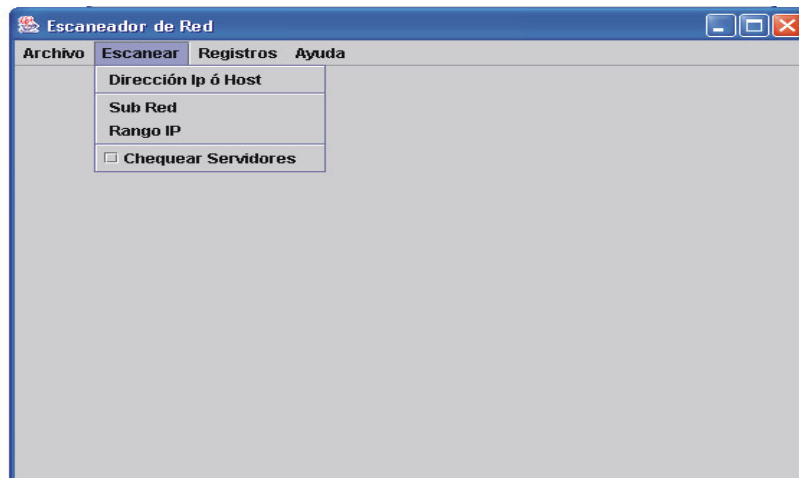 Escaneador de Red
Archivo Escanear Registros Ayuda
Dirección Ip ó Host
Sub Red
Rango IP
Chequear Servidores